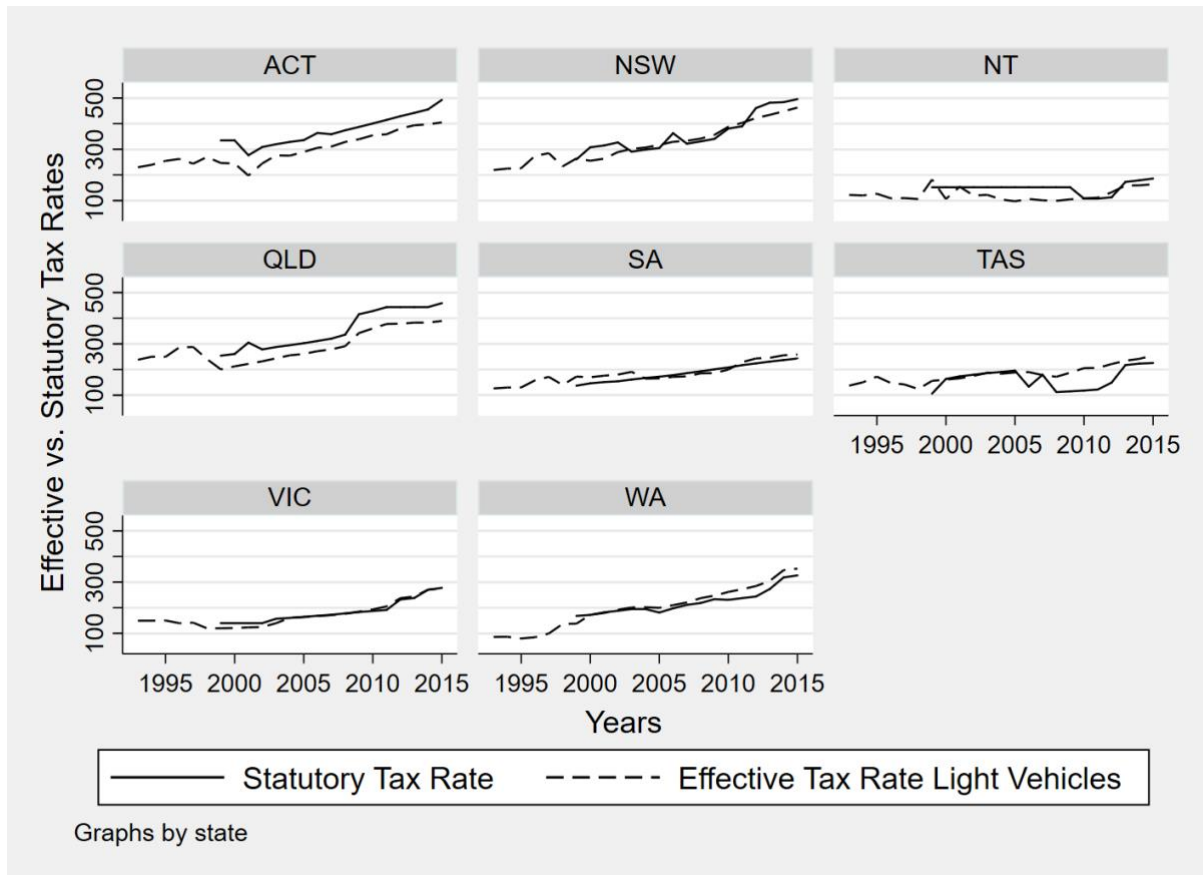 Effective vs. Statutory Tax Rates
ACT
NSW
NT
500
300
100
QLD
SA
TAS
500
300
100
1995 2000 2005 2010 2015
VIC
WA
500
300
100
1995 2000 2005 2010 2015
1995 2000 2005 2010 2015
Years
Statutory Tax Rate
Effective Tax Rate Light Vehicles
Graphs by state